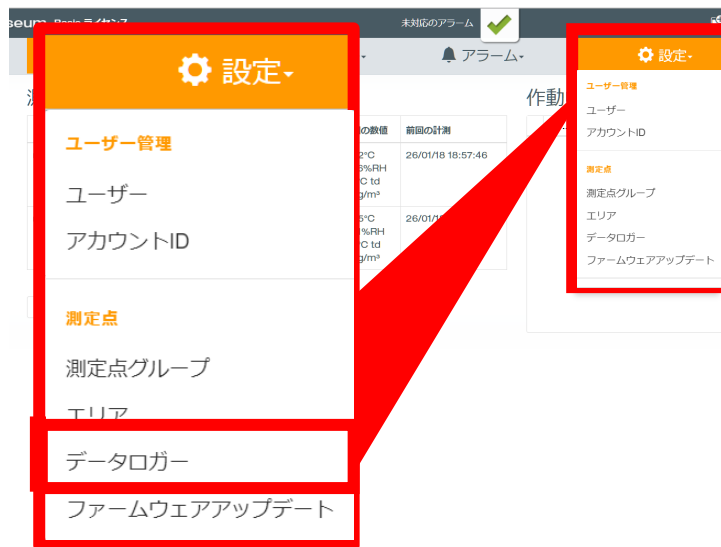 seum Basic ライセンス
未対応のアラーム
アラーム
設定
ユーザー管理
ユーザー
アカウントID
測定点
測定点グループ
エリア
データロガー
ファームウェアアップデート
の数値
前回の計測
2°C
26/01/18 18:57:46
%RH
°C td
g/m³
5°C
26/01/
%RH
°C td
g/m³
作動
設定
ユーザー管理
ユーザー
アカウントID
測定点
測定点グループ
エリア
データロガー
ファームウェアアップデート